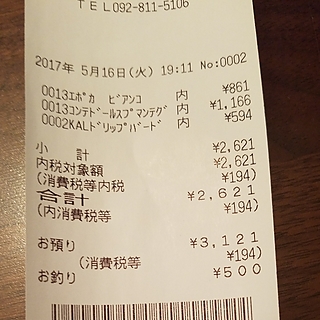 TEL092-811-5106
2017年 5月16日(火) 19:11 No:0002
0013エポカ ビアンコ 内 ¥861
0013コンテドールスプマンテグ 内 ¥1,166
0002KALドリップバード 内 ¥594
小 計 ¥2,621
内税対象額 ¥2,621
(消費税等内税 ¥194)
合計 ¥2,621
(内消費税等 ¥194)
お預り ¥3,121
(消費税等 ¥194)
お釣り ¥500